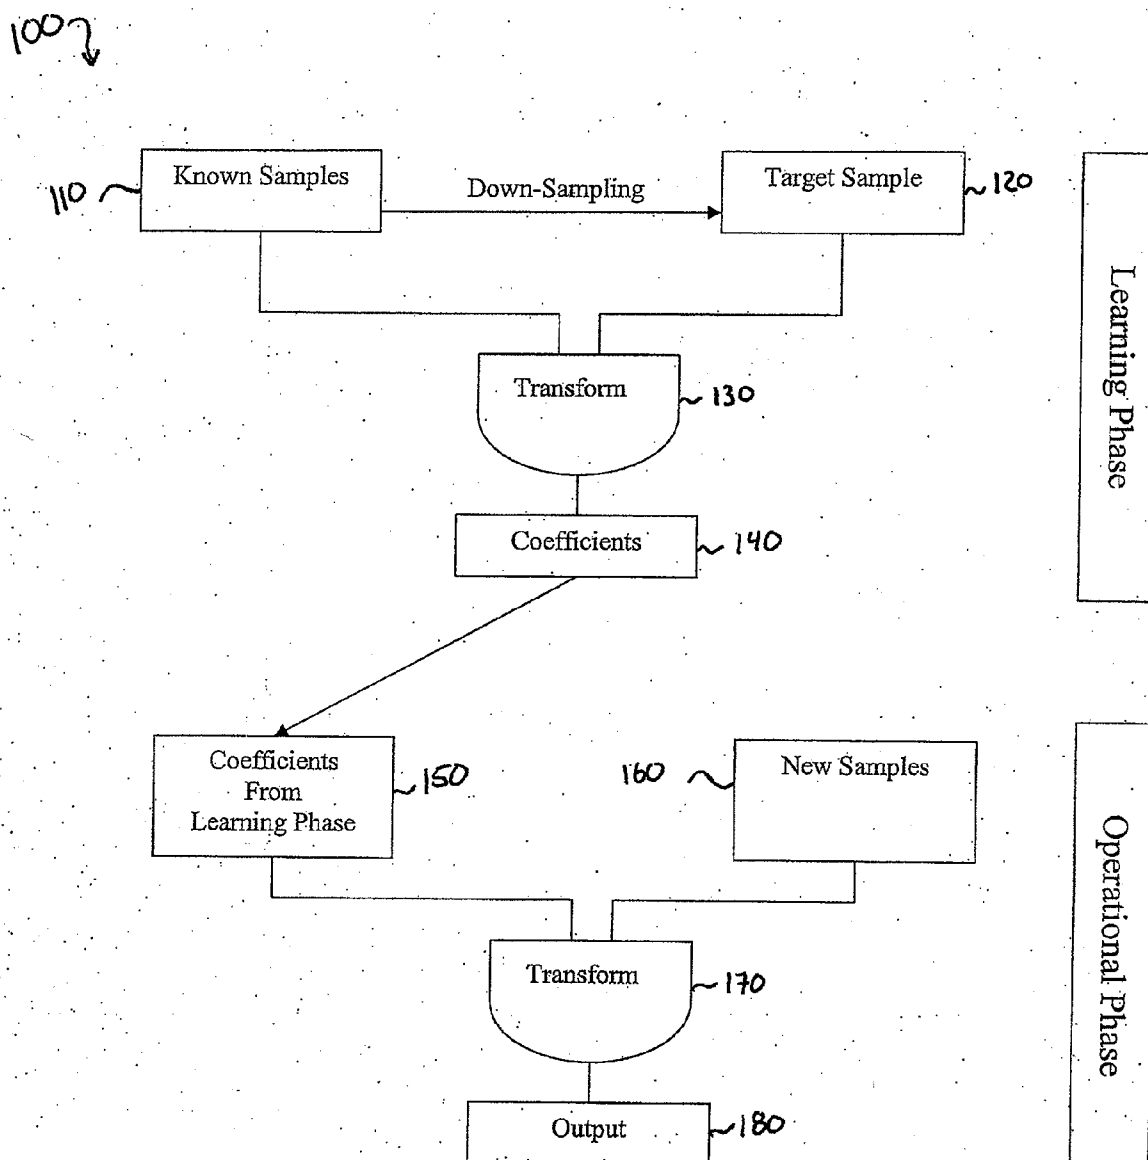 100
Known Samples
110
Down-Sampling
Target Sample
120
Learning Phase
Transform
130
Coefficients
140
Coefficients
From
Learning Phase
150
160
New Samples
Operational Phase
Transform
170
Output
180